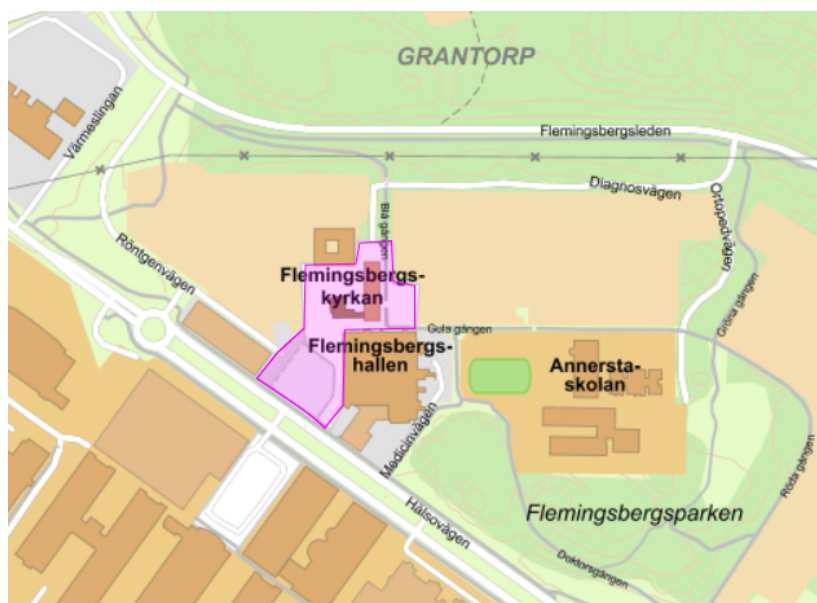 GRANTORP
Värmeslingan
Flemingsbergsleden
Diagnosvägen
Ortopedvägen
Blå gången
Röntgenvägen
Flemingsbergs-
kyrkan
Gröna gången
Gula gången
Flemingsbergs-
hallen
Annersta-
skolan
Medicinvägen
Röda gången
Hälsovägen
Flemingsbergsparken
Doktorsgången